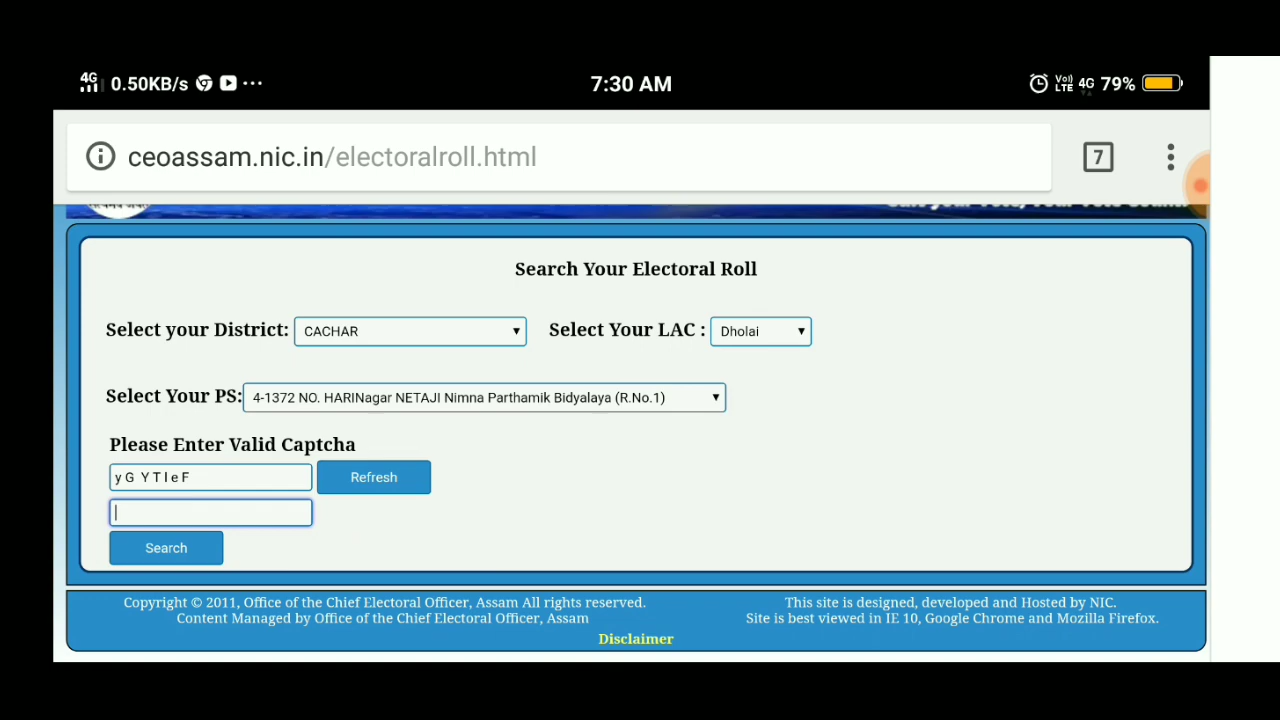 4G 0.50KB/s ... 7:30 AM Vo) LTE 4G 79%
ceoassam.nic.in/electoralroll.html 7
Search Your Electoral Roll
Select your District: CACHAR Select Your LAC : Dholai
Select Your PS: 4-1372 NO. HARINagar NETAJI Nimna Parthamik Bidyalaya (R.No.1)
Please Enter Valid Captcha
y G Y T l e F Refresh
Search
Copyright © 2011, Office of the Chief Electoral Officer, Assam All rights reserved.
Content Managed by Office of the Chief Electoral Officer, Assam
This site is designed, developed and Hosted by NIC.
Site is best viewed in IE 10, Google Chrome and Mozilla Firefox.
Disclaimer